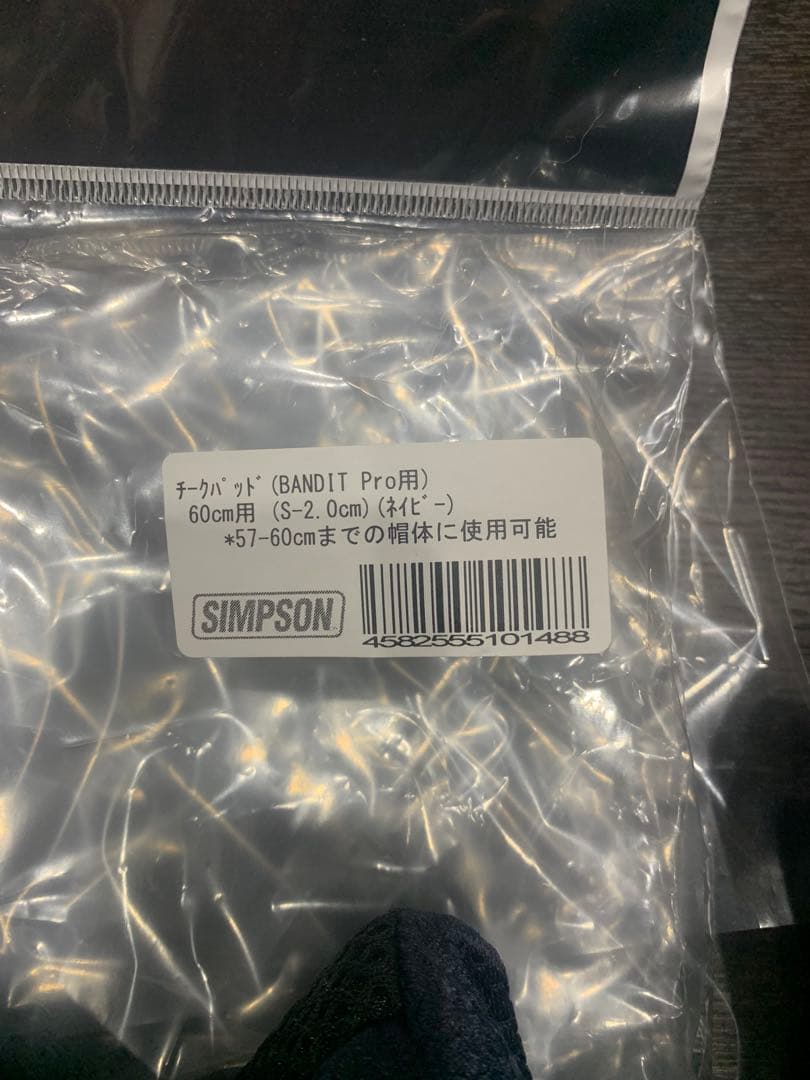 ﾁｰｸﾊﾟｯﾄﾞ(BANDIT Pro用)
60cm用 (S-2.0cm)(ﾈｲﾋﾞｰ)
*57-60cmまでの帽体に使用可能
SIMPSON
4582555101488